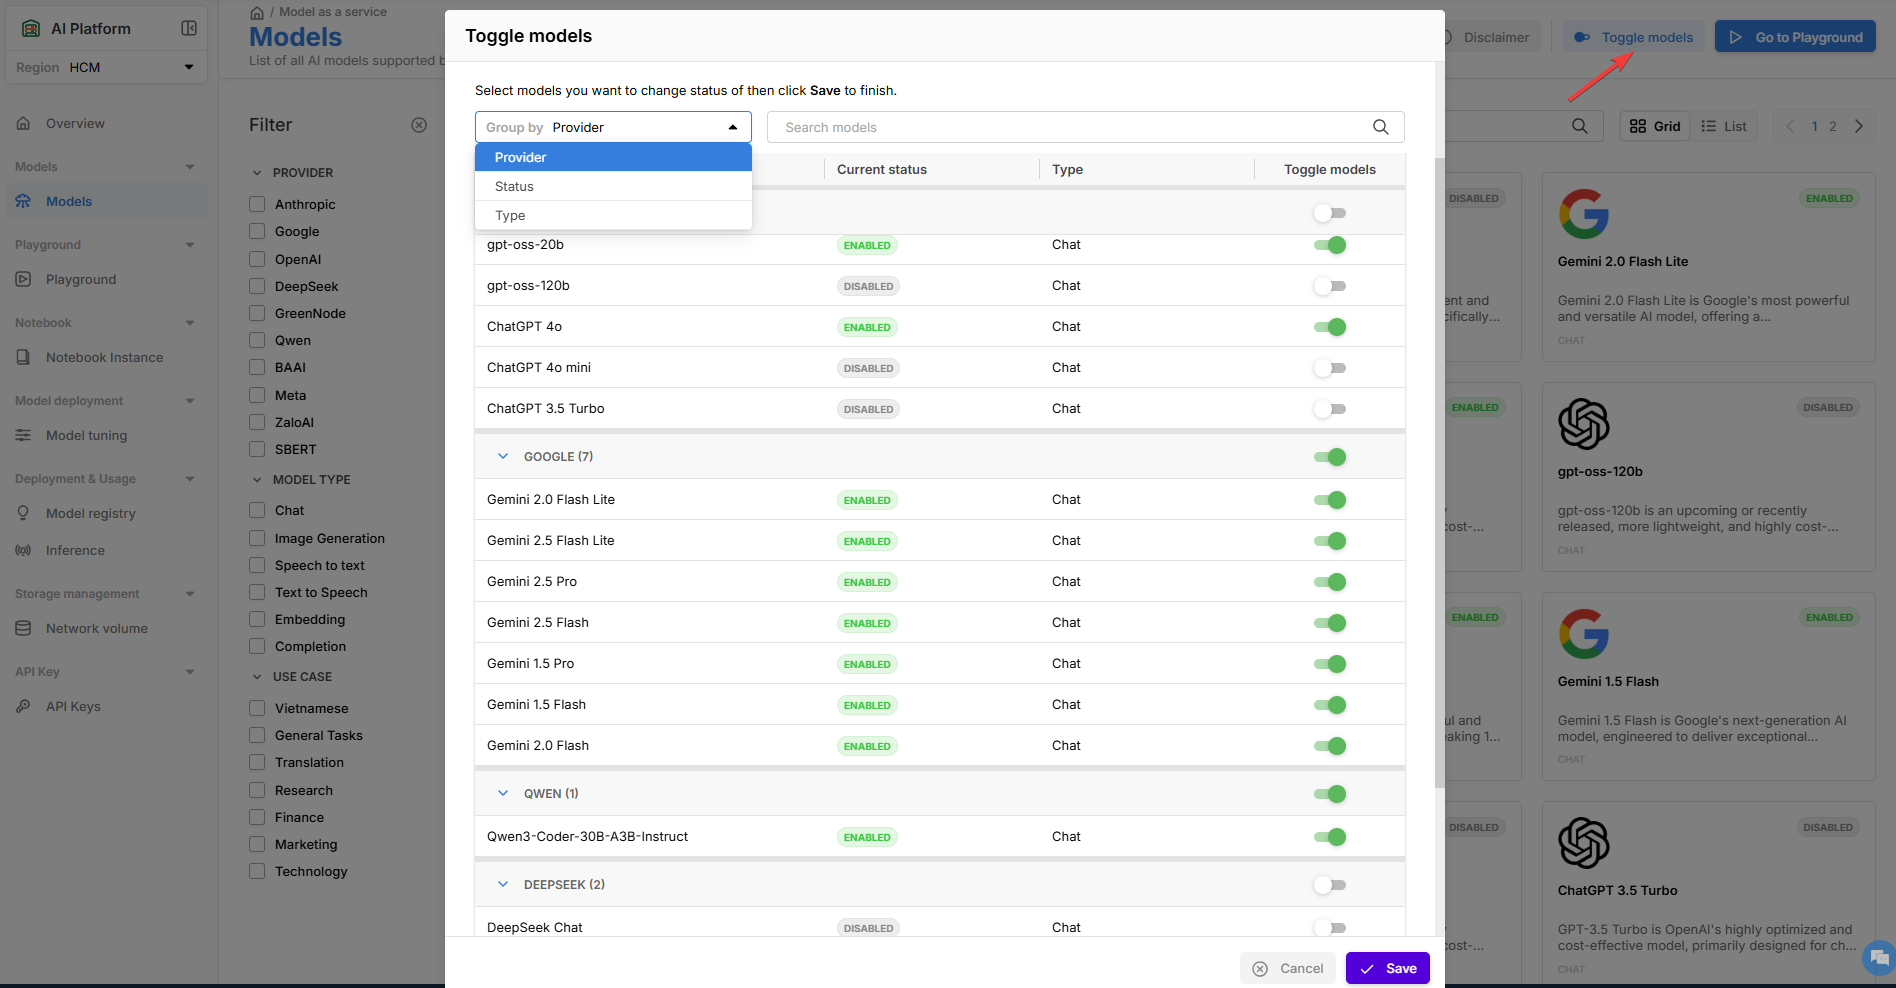 AI Platform
Region HCM
Overview
Models
Models
Playground
Playground
Notebook
Notebook Instance
Model deployment
Model tuning
Deployment & Usage
Model registry
Inference
Storage management
Network volume
API Key
API Keys
/ Model as a service
Models
List of all AI models supported
Filter
PROVIDER
Anthropic
Google
OpenAI
DeepSeek
GreenNode
Qwen
BAAI
Meta
ZaloAI
SBERT
MODEL TYPE
Chat
Image Generation
Speech to text
Text to Speech
Embedding
Completion
USE CASE
Vietnamese
General Tasks
Translation
Research
Finance
Marketing
Technology
Toggle models
Select models you want to change status of then click Save to finish.
Group by Provider
Search models
Provider
Status
Type
Current status
Type
Toggle models
gpt-oss-20b ENABLED Chat
gpt-oss-120b DISABLED Chat
ChatGPT 4o ENABLED Chat
ChatGPT 4o mini DISABLED Chat
ChatGPT 3.5 Turbo DISABLED Chat
GOOGLE (7)
Gemini 2.0 Flash Lite ENABLED Chat
Gemini 2.5 Flash Lite ENABLED Chat
Gemini 2.5 Pro ENABLED Chat
Gemini 2.5 Flash ENABLED Chat
Gemini 1.5 Pro ENABLED Chat
Gemini 1.5 Flash ENABLED Chat
Gemini 2.0 Flash ENABLED Chat
QWEN (1)
Qwen3-Coder-30B-A3B-Instruct ENABLED Chat
DEEPSEEK (2)
DeepSeek Chat DISABLED Chat
Cancel
Save
Disclaimer
Toggle models
Go to Playground
Grid
List
1 2
DISABLED
ent and
cifically...
ENABLED
Gemini 2.0 Flash Lite
Gemini 2.0 Flash Lite is Google's most powerful
and versatile AI model, offering a...
CHAT
ENABLED
cost-...
DISABLED
gpt-oss-120b
gpt-oss-120b is an upcoming or recently
released, more lightweight, and highly cost-...
CHAT
ENABLED
ul and
eaking 1...
ENABLED
Gemini 1.5 Flash
Gemini 1.5 Flash is Google's next-generation AI
model, engineered to deliver exceptional...
CHAT
DISABLED
cost-...
DISABLED
ChatGPT 3.5 Turbo
GPT-3.5 Turbo is OpenAI's highly optimized and
cost-effective model, primarily designed for ch...
CHAT